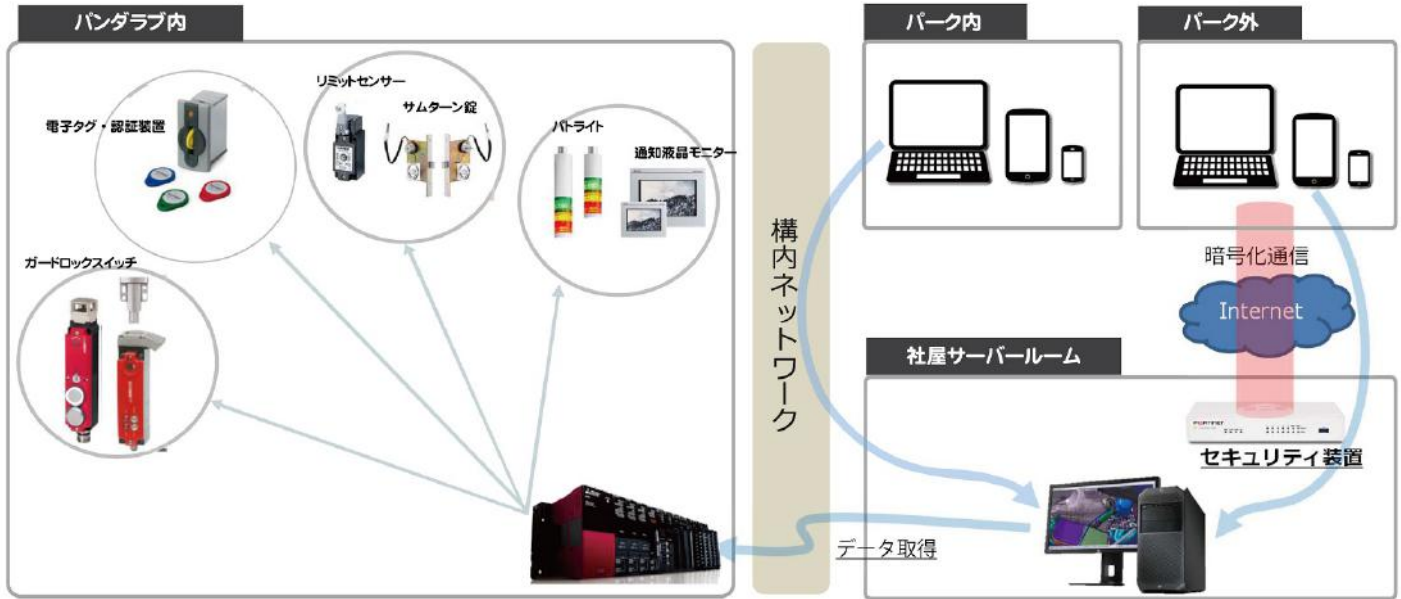 パンダラブ内
電子タグ・認証装置
リミットセンサー
サムターン錠
パトライト
通知液晶モニター
ガードロックスイッチ
構内ネットワーク
パーク内
パーク外
暗号化通信
Internet
社屋サーバールーム
FORTINET
セキュリティ装置
データ取得